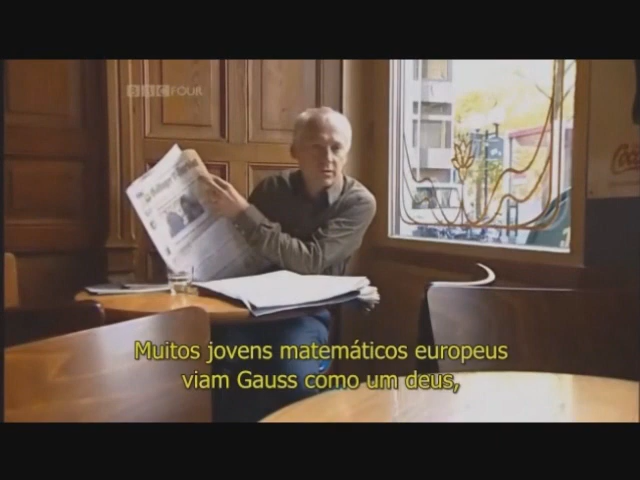 BBC FOUR
Muitos jovens matemáticos europeus
viam Gauss como um deus,